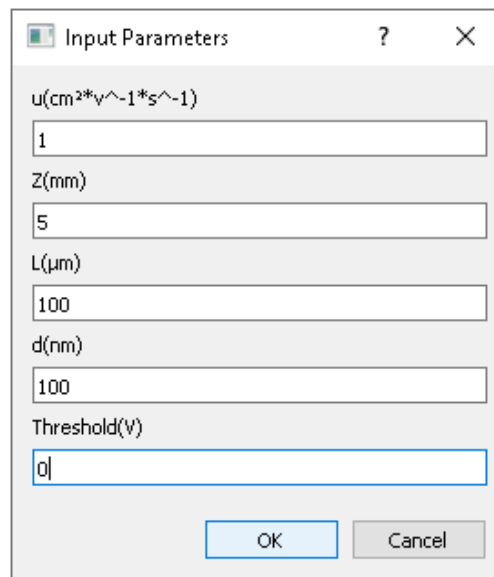 Input Parameters ? ×
u(cm²*v^-1*s^-1)
1
Z(mm)
5
L(μm)
100
d(nm)
100
Threshold(V)
0
OK Cancel